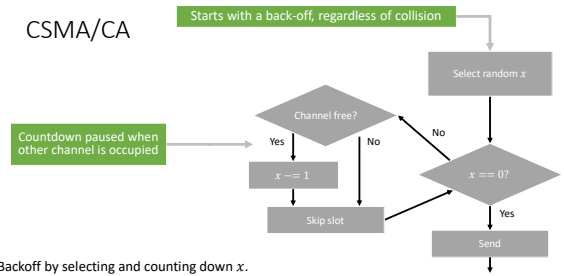 CSMA/CA
Starts with a back-off, regardless of collision
Select random x
Channel free?
Countdown paused when
other channel is occupied
Yes
No
No
x −= 1
x == 0?
Skip slot
Yes
Send
Backoff by selecting and counting down x.